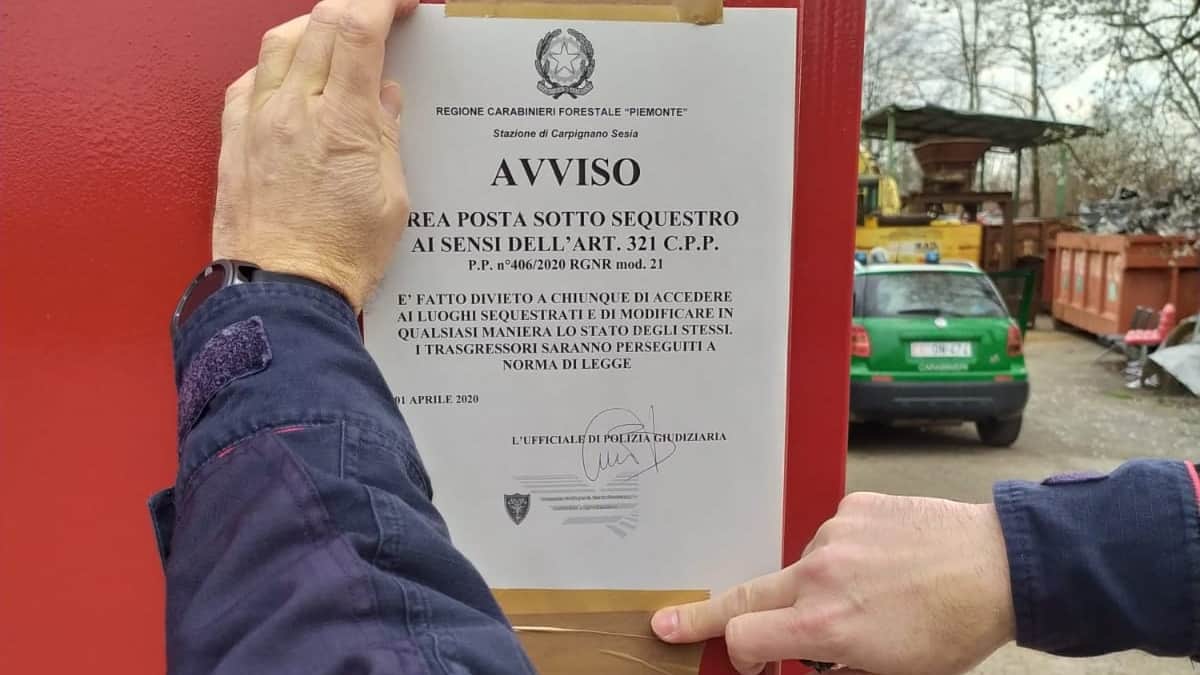 REGIONE CARABINIERI FORESTALE "PIEMONTE"
Stazione di Carpignano Sesia
AVVISO
REA POSTA SOTTO SEQUESTRO
AI SENSI DELL'ART. 321 C.P.P.
P.P. n°406/2020 RGNR mod. 21
E' FATTO DIVIETO A CHIUNQUE DI ACCEDERE
AI LUOGHI SEQUESTRATI E DI MODIFICARE IN
QUALSIASI MANIERA LO STATO DEGLI STESSI.
I TRASGRESSORI SARANNO PERSEGUITI A
NORMA DI LEGGE
01 APRILE 2020
L'UFFICIALE DI POLIZIA GIUDIZIARIA
CARABINIERI